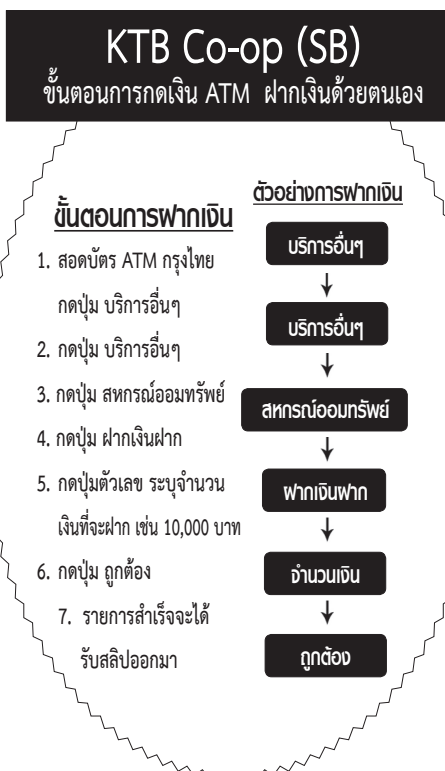 KTB Co-op (SB)
ขั้นตอนการกดเงิน ATM ฝากเงินด้วยตนเอง
ขั้นตอนการฝากเงิน
1. สอดบัตร ATM กรุงไทย
กดปุ่ม บริการอื่นๆ
2. กดปุ่ม บริการอื่นๆ
3. กดปุ่ม สหกรณ์ออมทรัพย์
4. กดปุ่ม ฝากเงินฝาก
5. กดปุ่มตัวเลข ระบุจำนวน
เงินที่จะฝาก เช่น 10,000 บาท
6. กดปุ่ม ถูกต้อง
7. รายการสำเร็จจะได้
รับสลิปออกมา
ตัวอย่างการฝากเงิน
บริการอื่นๆ
บริการอื่นๆ
สหกรณ์ออมทรัพย์
ฝากเงินฝาก
จำนวนเงิน
ถูกต้อง